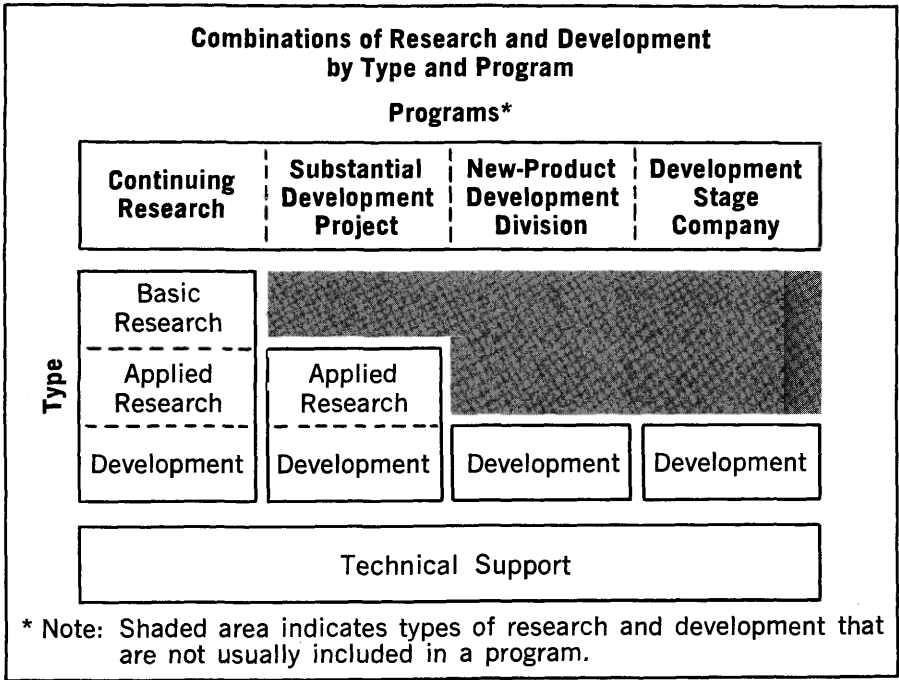 Combinations of Research and Development
by Type and Program
Programs*
Continuing
Research
Substantial
Development
Project
New-Product
Development
Division
Development
Stage
Company
Type
Basic
Research
Applied
Research
Development
Applied
Research
Development
Development
Development
Technical Support
* Note: Shaded area indicates types of research and development that
are not usually included in a program.